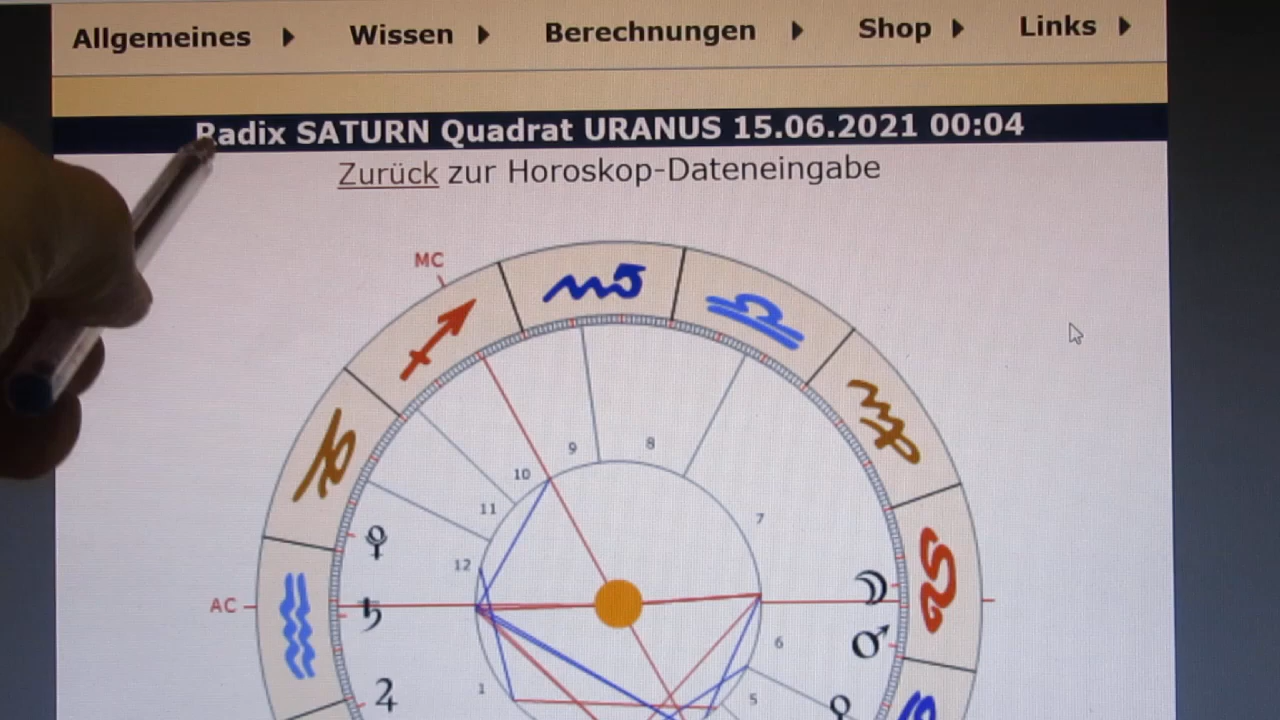 Allgemeines Wissen Berechnungen Shop Links
Radix SATURN Quadrat URANUS 15.06.2021 00:04
Zurück zur Horoskop-Dateneingabe
MC
9 8
10
11
7
12
AC
6
1
5